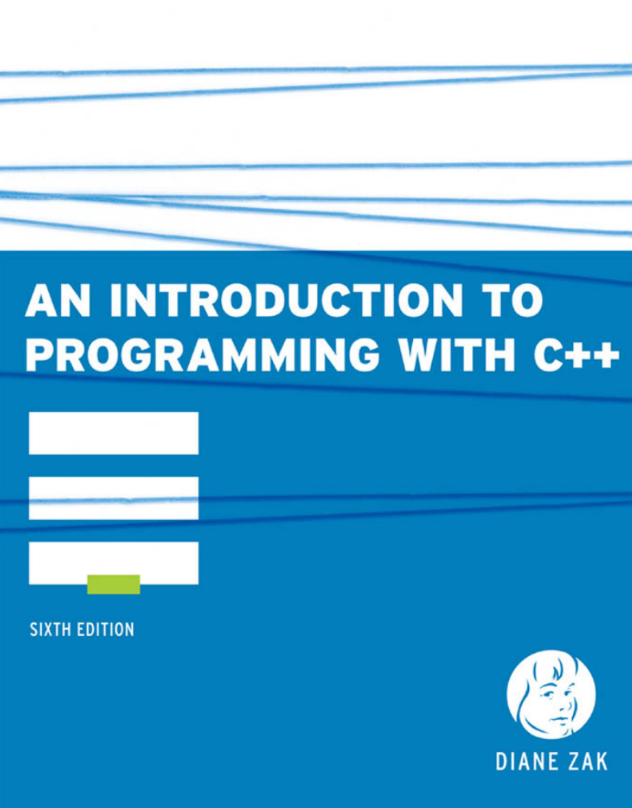 AN INTRODUCTION TO
PROGRAMMING WITH C++
SIXTH EDITION
DIANE ZAK